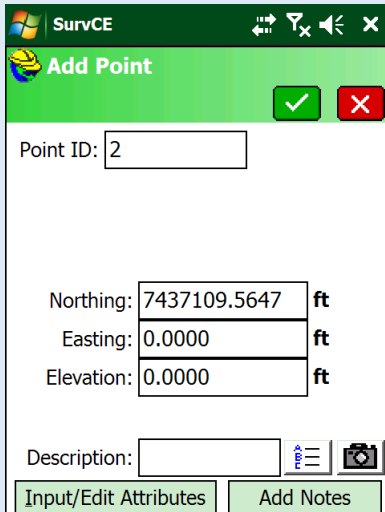 SurvCE
Add Point
Point ID: 2
Northing: 7437109.5647 ft
Easting: 0.0000 ft
Elevation: 0.0000 ft
Description:
Input/Edit Attributes Add Notes